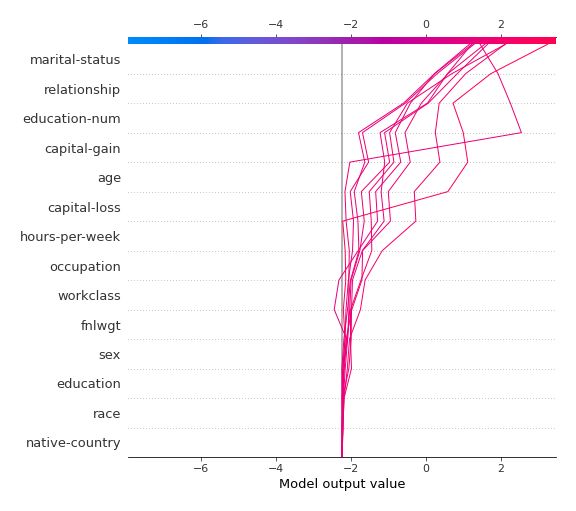 −6 −4 −2 0 2
marital-status
relationship
education-num
capital-gain
age
capital-loss
hours-per-week
occupation
workclass
fnlwgt
sex
education
race
native-country
−6 −4 −2 0 2
Model output value